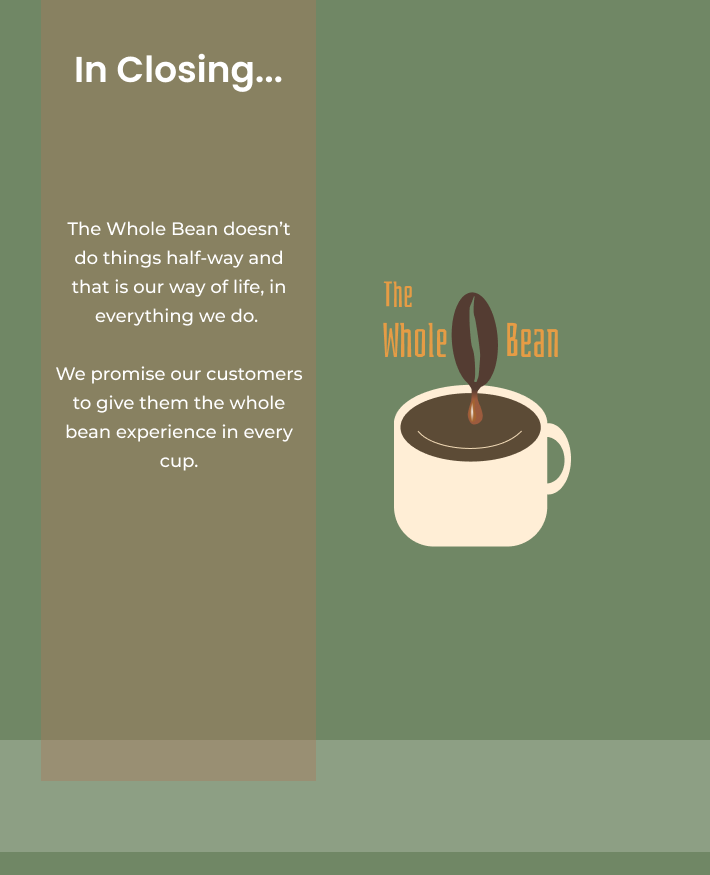 In Closing...
The Whole Bean doesn’t
do things half-way and
that is our way of life, in
everything we do.
We promise our customers
to give them the whole
bean experience in every
cup.
The
Whole Bean